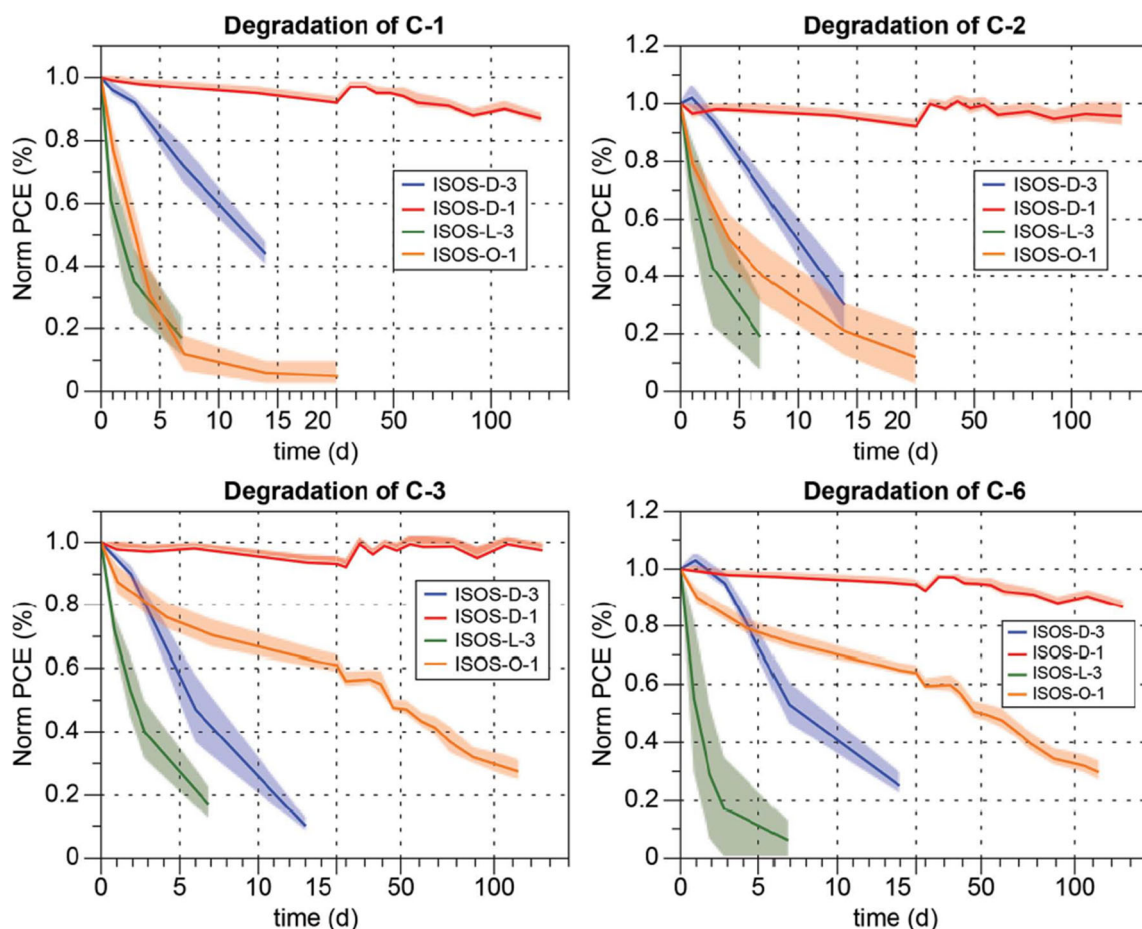 Degradation of C-1
Norm PCE (%)
1.0
0.8
0.6
0.4
0.2
0
ISOS-D-3
ISOS-D-1
ISOS-L-3
ISOS-O-1
0 5 10 15 20 50 100
time (d)
Degradation of C-2
Norm PCE (%)
1.2
1.0
0.8
0.6
0.4
0.2
0
ISOS-D-3
ISOS-D-1
ISOS-L-3
ISOS-O-1
0 5 10 15 20 50 100
time (d)
Degradation of C-3
Norm PCE (%)
1.0
0.8
0.6
0.4
0.2
0
ISOS-D-3
ISOS-D-1
ISOS-L-3
ISOS-O-1
0 5 10 15 50 100
time (d)
Degradation of C-6
Norm PCE (%)
1.2
1.0
0.8
0.6
0.4
0.2
0
ISOS-D-3
ISOS-D-1
ISOS-L-3
ISOS-O-1
0 5 10 15 50 100
time (d)